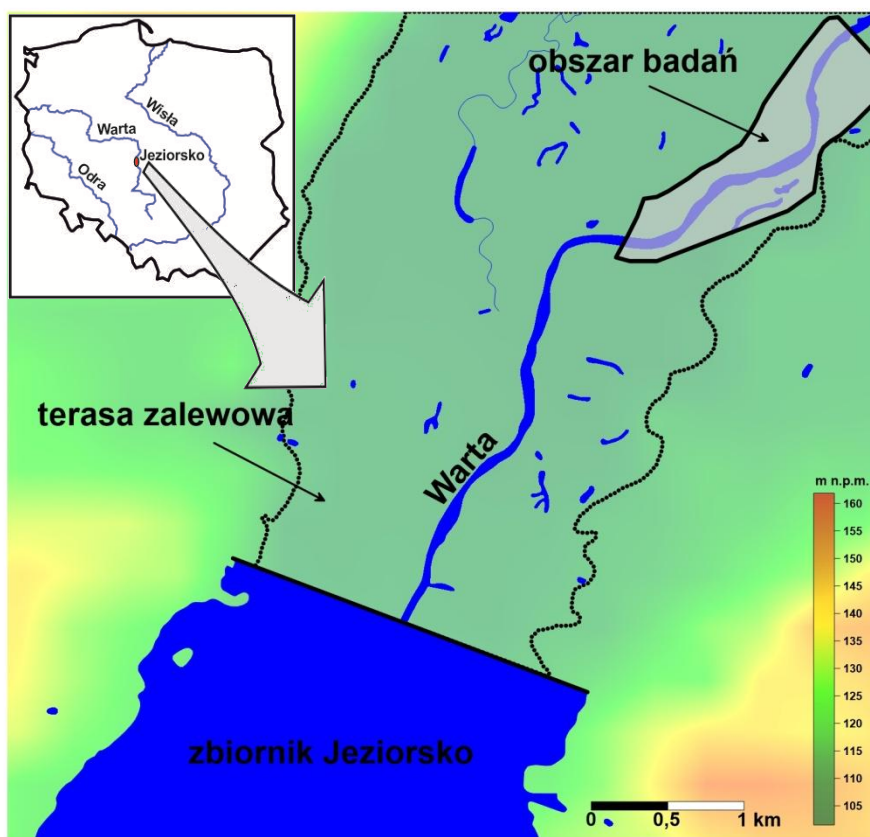 Wisła
Warta
Jeziorsko
Odra
obszar badań
terasa zalewowa
Warta
m n.p.m.
160
155
150
145
140
135
130
125
120
115
110
105
zbiornik Jeziorsko
0 0,5 1 km